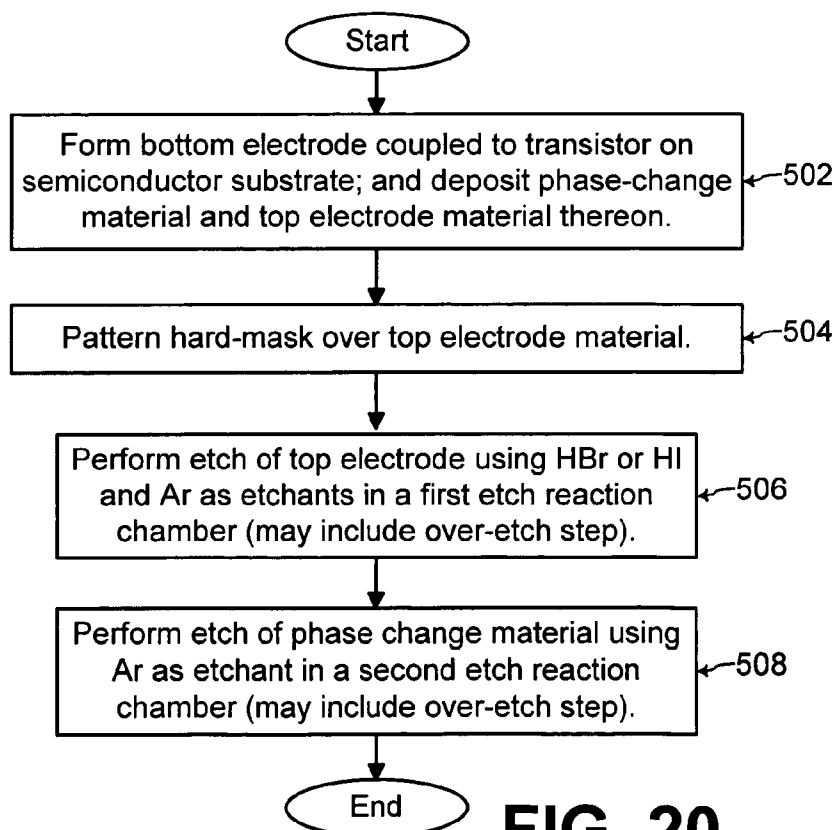 Start
Form bottom electrode coupled to transistor on
semiconductor substrate; and deposit phase-change
material and top electrode material thereon.
502
Pattern hard-mask over top electrode material.
504
Perform etch of top electrode using HBr or HI
and Ar as etchants in a first etch reaction
chamber (may include over-etch step).
506
Perform etch of phase change material using
Ar as etchant in a second etch reaction
chamber (may include over-etch step).
508
End
FIG. 20